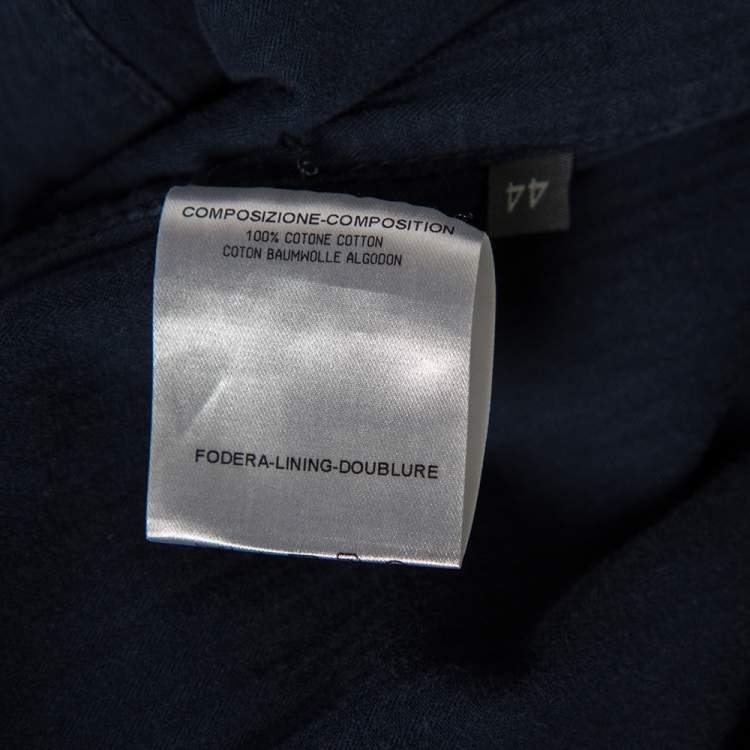 COMPOSIZIONE-COMPOSITION
100% COTONE COTTON
COTON BAUMWOLLE ALGODON
FODERA-LINING-DOUBLURE
44